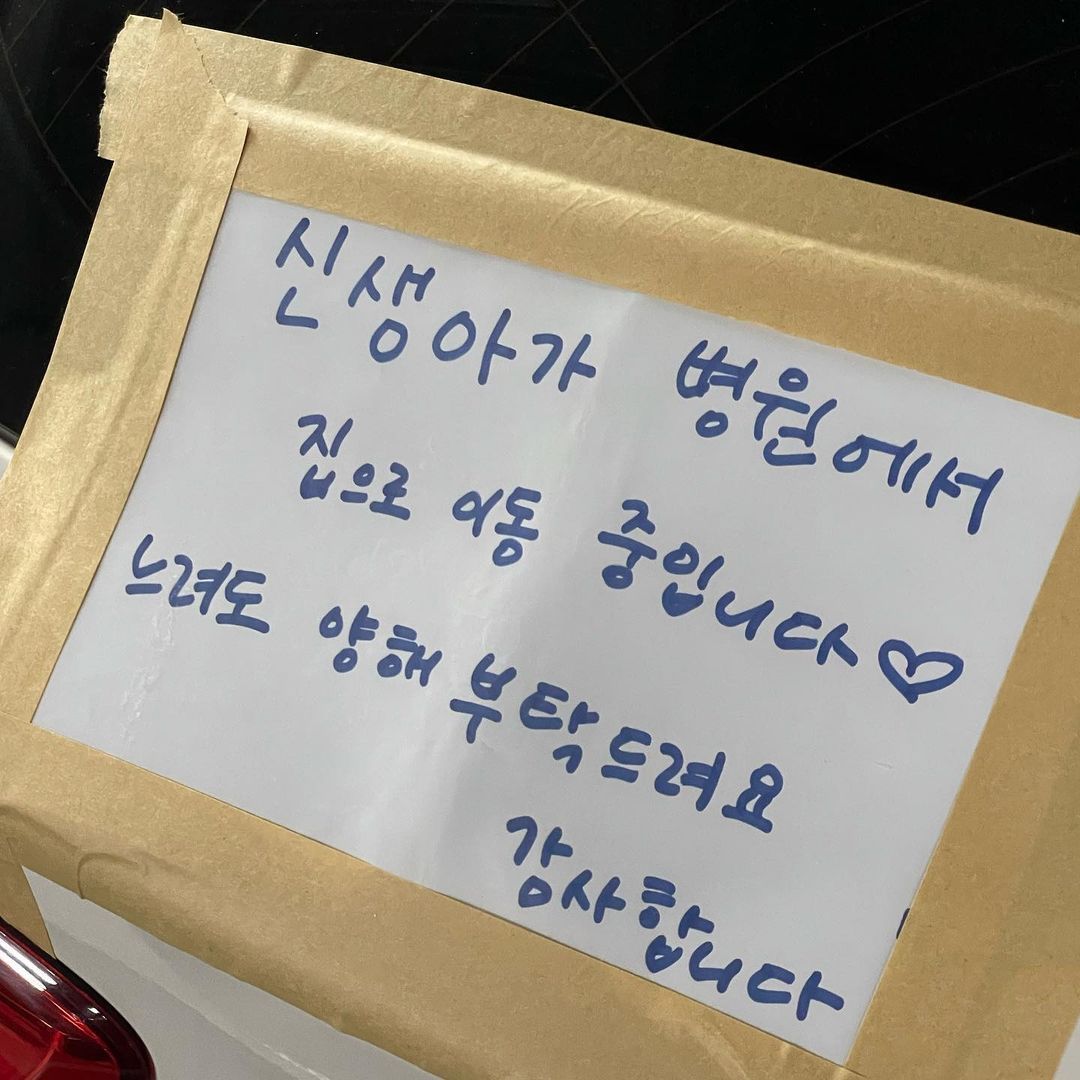 신생아가 병원에서
집으로 이동 중입니다♡
느려도 양해 부탁드려요
감사합니다